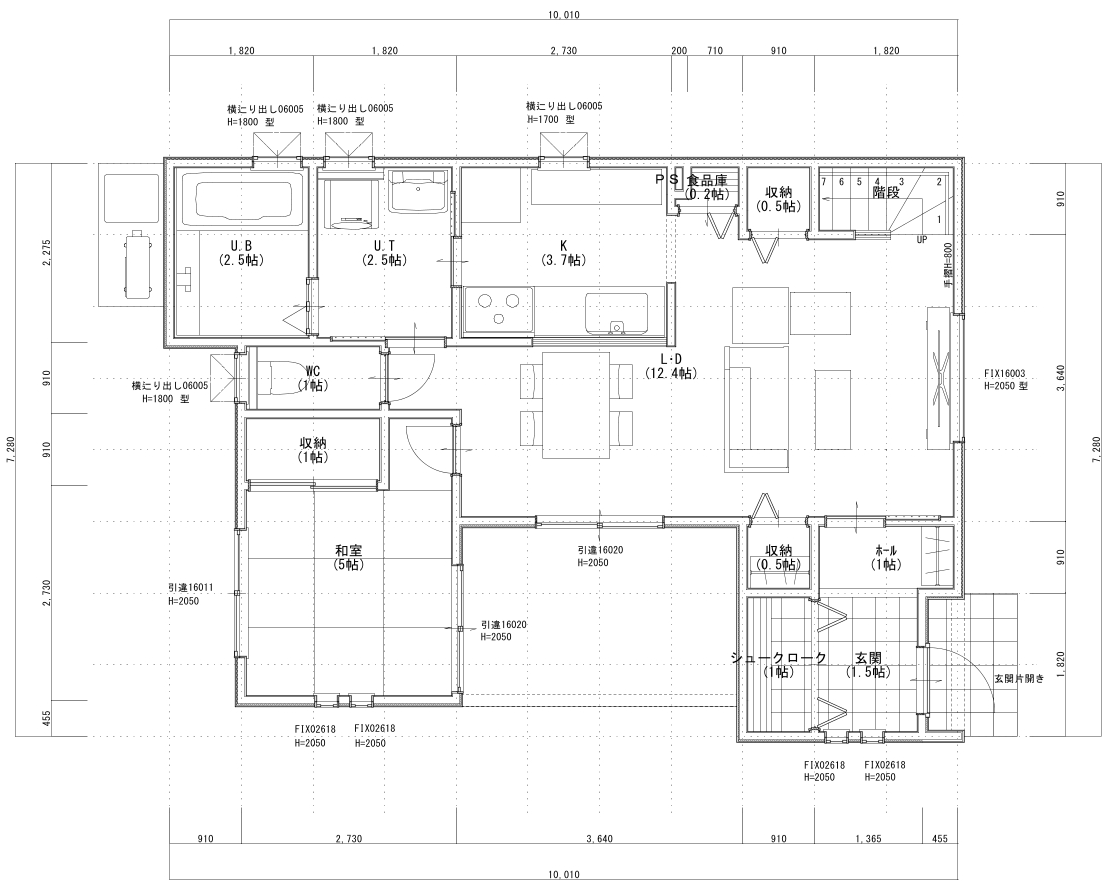 10,010
1,820
1,820
2,730
200
710
910
1,820
横辷り出し06005
H=1800 型
横辷り出し06005
H=1800 型
横辷り出し06005
H=1700 型
PS
食品庫
(0.2帖)
収納
(0.5帖)
7 6 5 4 3 2
階段
1
UP
手摺H=800
U.B
(2.5帖)
U.T
(2.5帖)
K
(3.7帖)
L・D
(12.4帖)
WC
(1帖)
横辷り出し06005
H=1800 型
FIX16003
H=2050 型
収納
(1帖)
和室
(5帖)
引違16011
H=2050
引違16020
H=2050
引違16020
H=2050
収納
(0.5帖)
ホール
(1帖)
シュークローク
(1帖)
玄関
(1.5帖)
玄関片開き
FIX02618
H=2050
FIX02618
H=2050
FIX02618
H=2050
FIX02618
H=2050
7,280
2,275
910
910
2,730
455
910
3,640
910
1,820
7,280
910
2,730
3,640
910
1,365
455
10,010